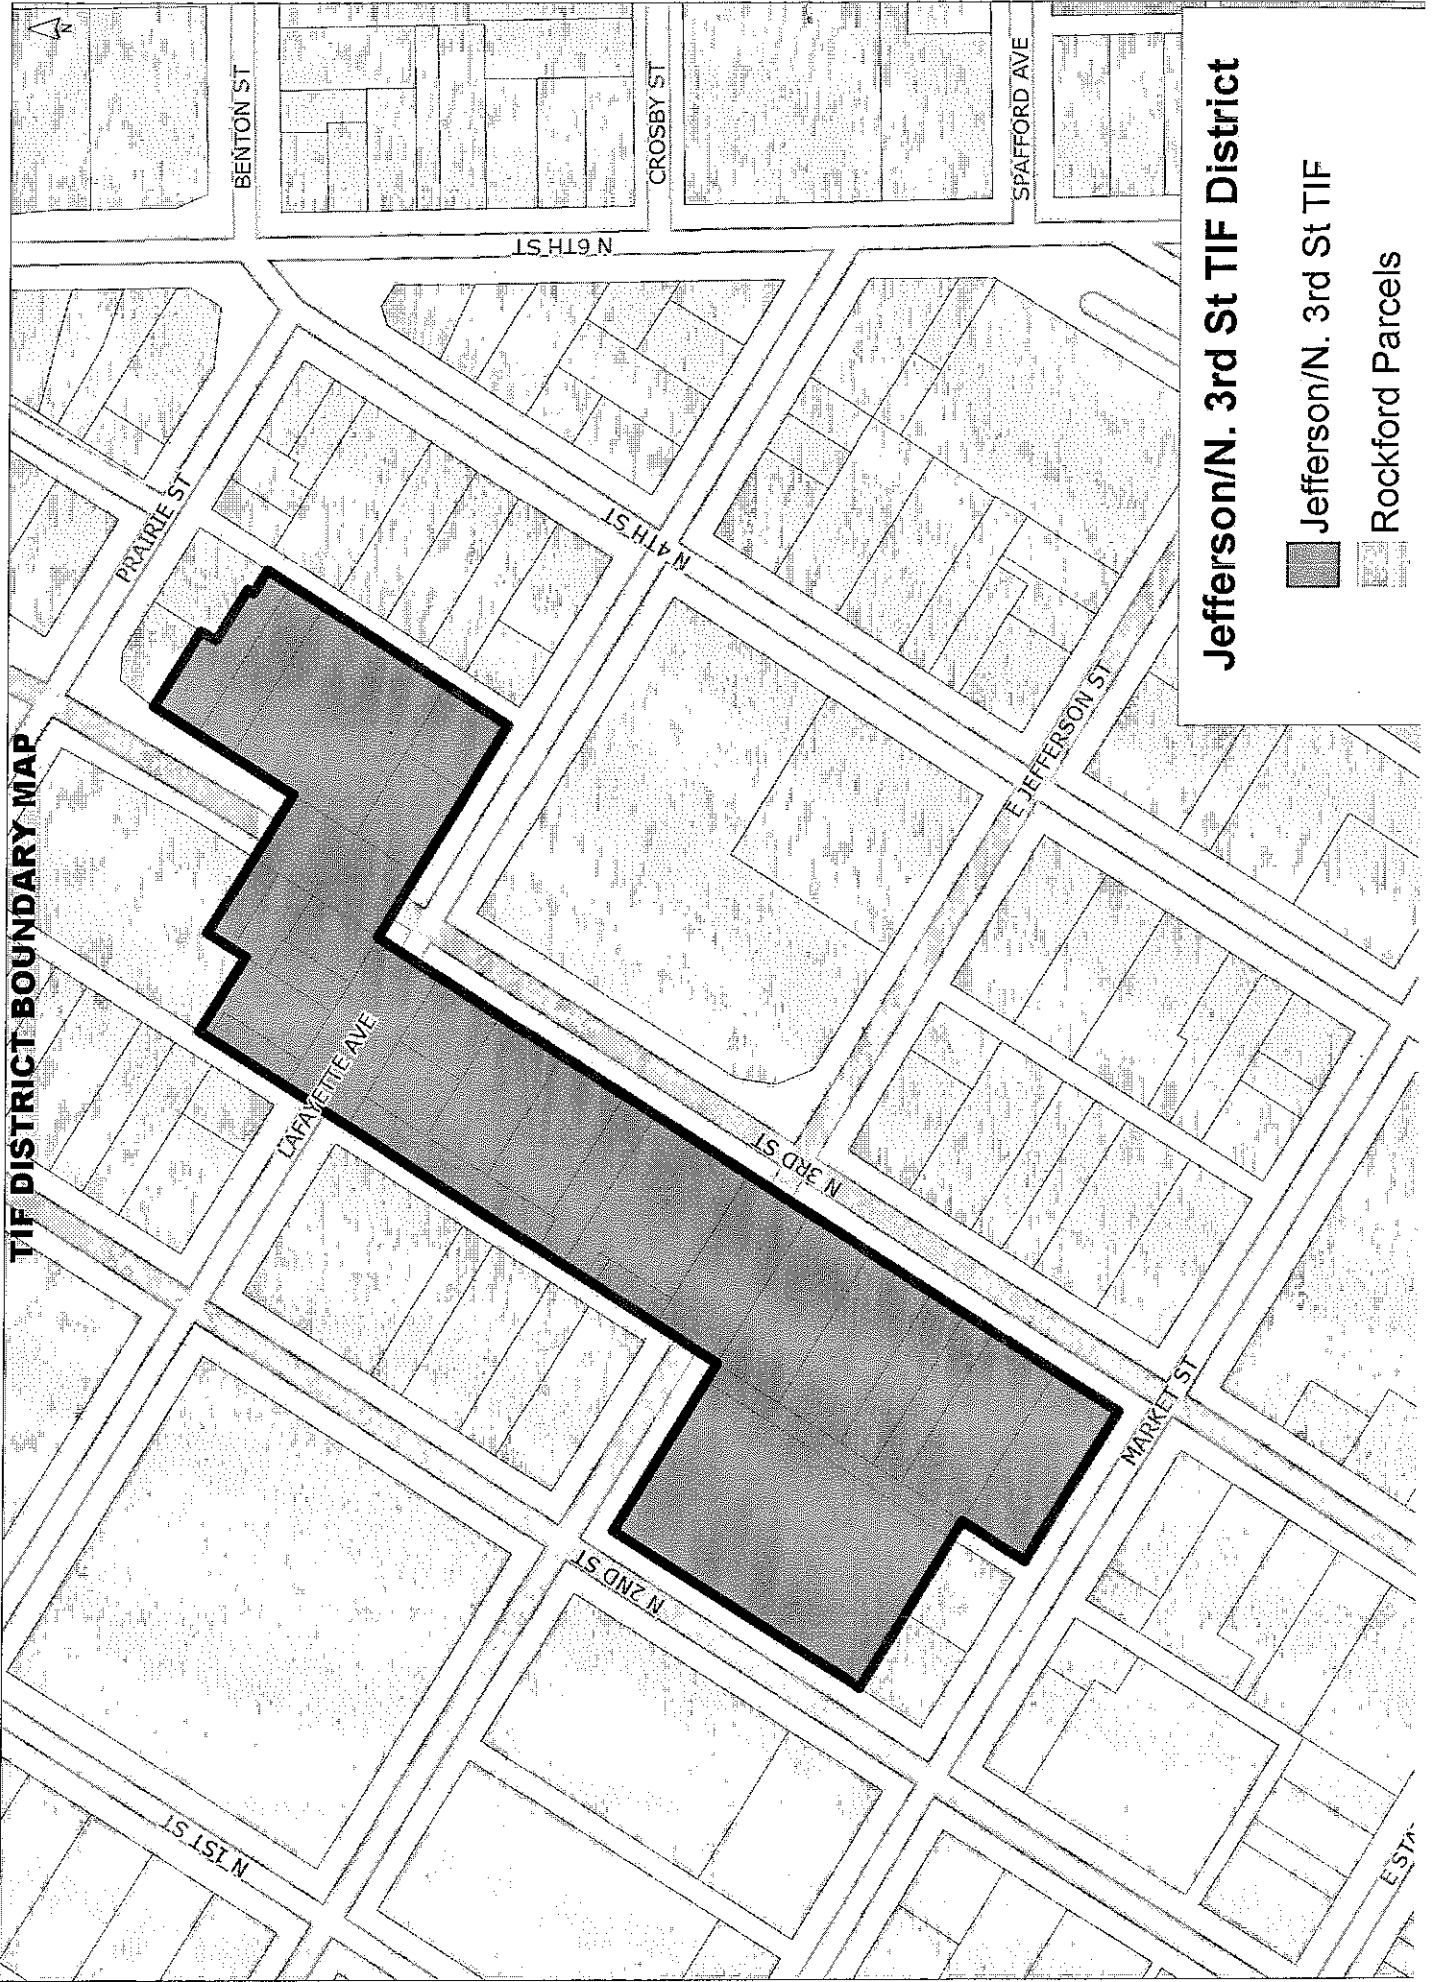 TIF DISTRICT BOUNDARY MAP
N
BENTON ST
CROSBY ST
SPAFFORD AVE
N 6TH ST
PRAIRIE ST
N 4TH ST
N
E JEFFERSON ST
LAFAYETTE AVE
N 3RD ST
MARKET ST
N 2ND ST
N 1ST ST
E STA
Jefferson/N. 3rd St TIF District
Jefferson/N. 3rd St TIF
Rockford Parcels